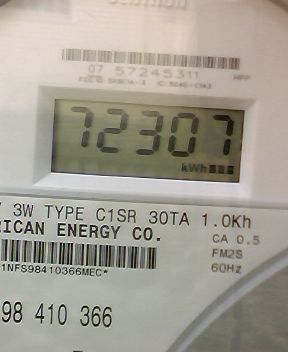 07 57245311
72307
kWh
3W TYPE C1SR 30TA 1.0Kh
RICAN ENERGY CO.
CA 0.5
FM2S
1NFS98410366MEC*
60Hz
98 410 366